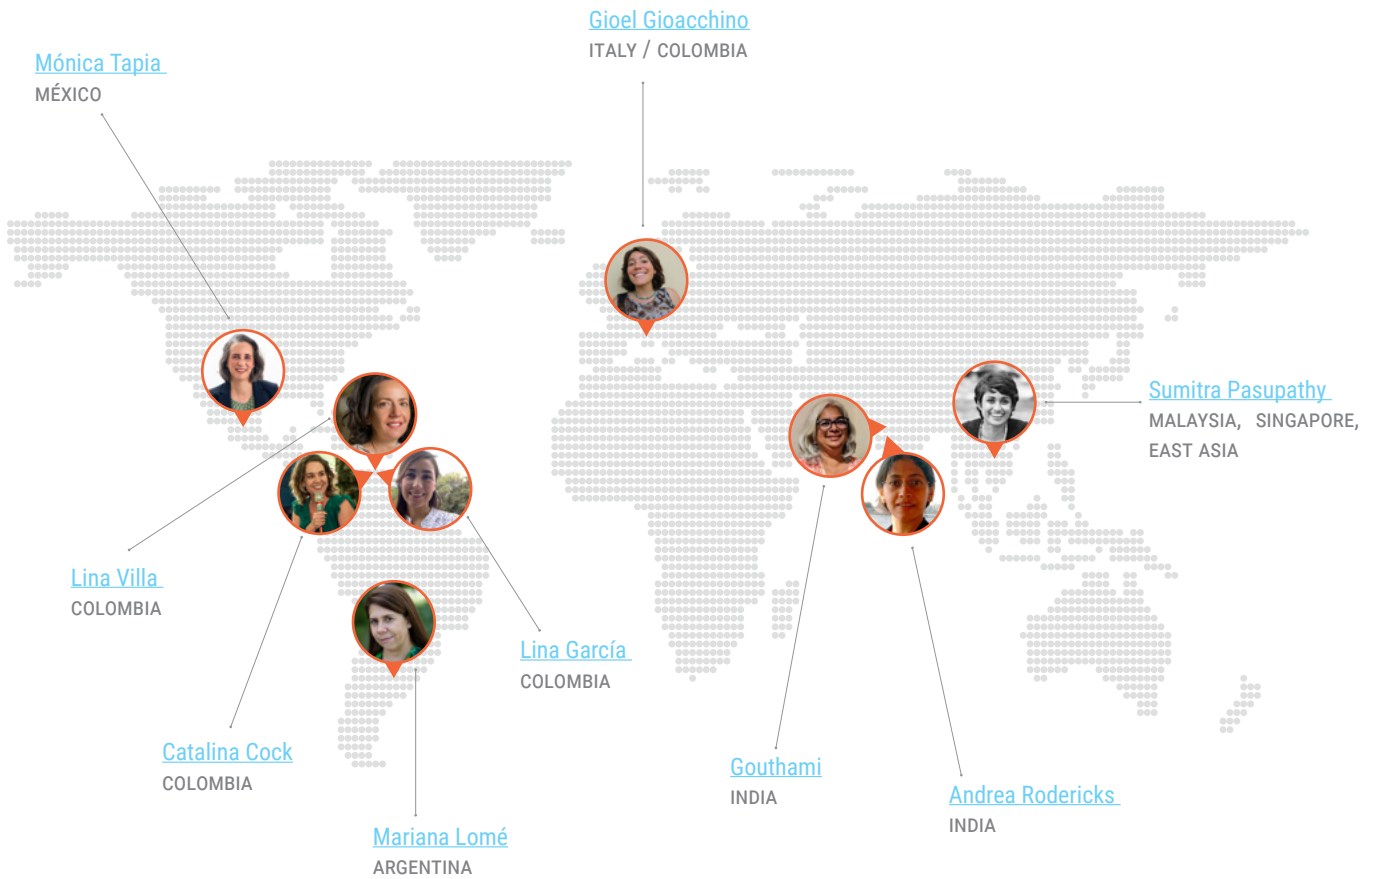 Gioel Gioacchino
ITALY / COLOMBIA
Mónica Tapia
MÉXICO
Sumitra Pasupathy
MALAYSIA, SINGAPORE,
EAST ASIA
Lina Villa
COLOMBIA
Lina García
COLOMBIA
Catalina Cock
COLOMBIA
Gouthami
INDIA
Andrea Rodericks
INDIA
Mariana Lomé
ARGENTINA